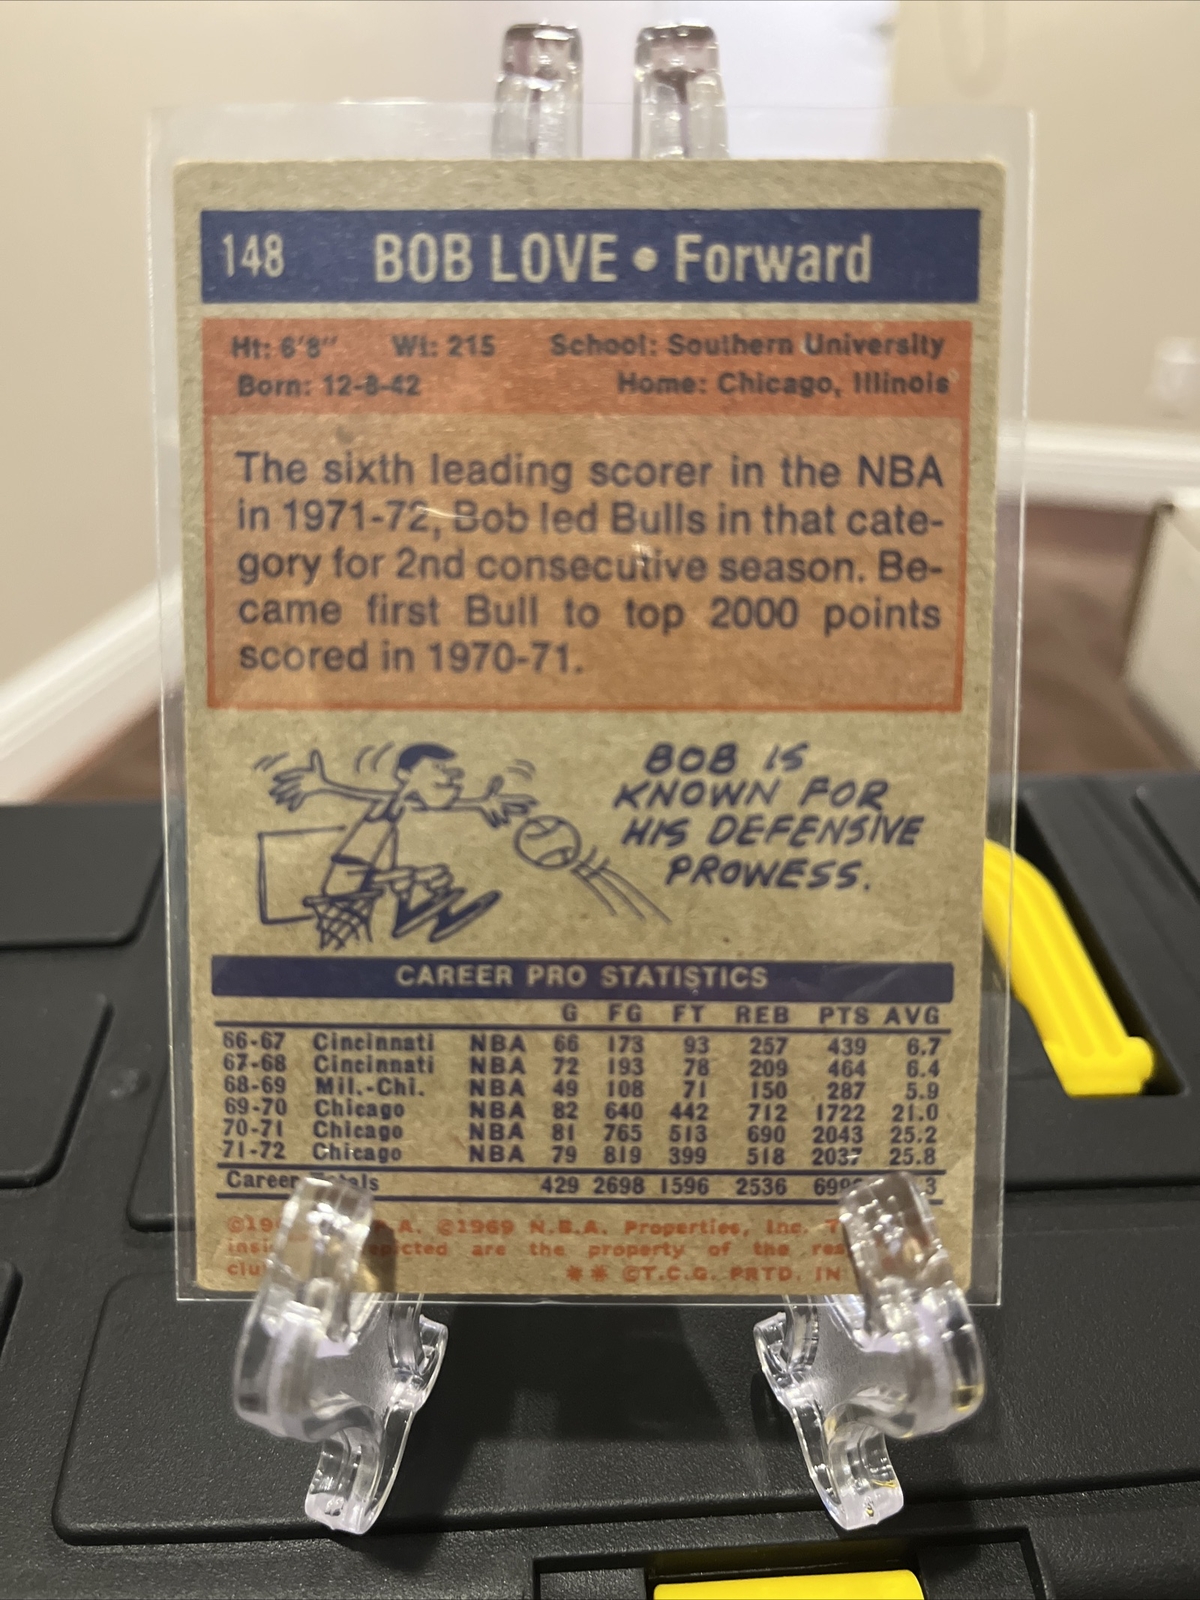 148 BOB LOVE • Forward
Ht: 6'8" Wt: 215 School: Southern University
Born: 12-8-42 Home: Chicago, Illinois
The sixth leading scorer in the NBA
in 1971-72, Bob led Bulls in that cate-
gory for 2nd consecutive season. Be-
came first Bull to top 2000 points
scored in 1970-71.
BOB IS
KNOWN FOR
HIS DEFENSIVE
PROWESS.
CAREER PRO STATISTICS
G FG FT REB PTS AVG
66-67 Cincinnati NBA 66 173 93 257 439 6.7
67-68 Cincinnati NBA 72 193 78 209 464 6.4
68-69 Mil.-Chi. NBA 49 108 71 150 287 5.9
69-70 Chicago NBA 82 640 442 712 1722 21.0
70-71 Chicago NBA 81 765 513 690 2043 25.2
71-72 Chicago NBA 79 819 399 518 2037 25.8
Career 429 2698 1596 2536
©1969 N.B.A. Properties, Inc.
are the property of the
** ©T.C.G. PRTD. IN